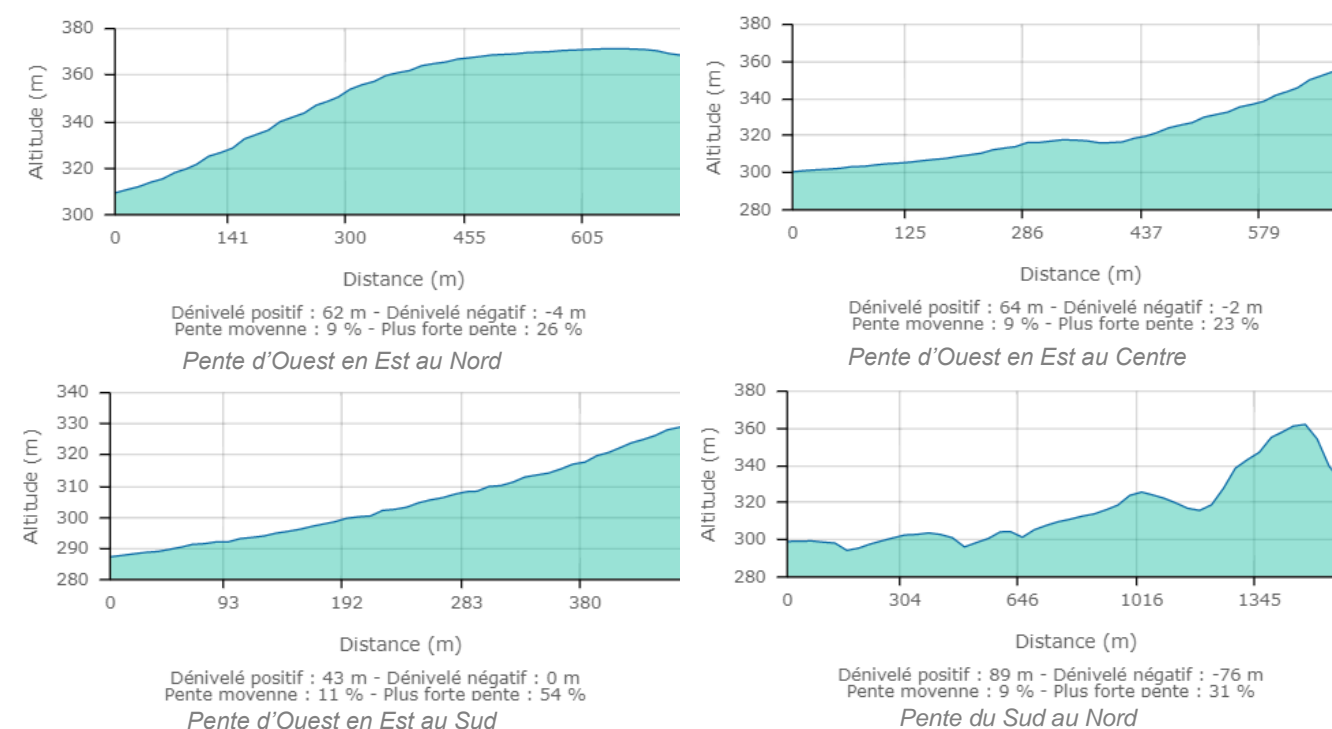 380
360
340
320
300
Altitude (m)
0 141 300 455 605
Distance (m)
Dénivelé positif : 62 m - Dénivelé négatif : -4 m
Pente moyenne : 9 % - Plus forte pente : 26 %
Pente d'Ouest en Est au Nord
380
360
340
320
300
280
Altitude (m)
0 125 286 437 579
Distance (m)
Dénivelé positif : 64 m - Dénivelé négatif : -2 m
Pente moyenne : 9 % - Plus forte pente : 23 %
Pente d'Ouest en Est au Centre
340
330
320
310
300
290
280
Altitude (m)
0 93 192 283 380
Distance (m)
Dénivelé positif : 43 m - Dénivelé négatif : 0 m
Pente moyenne : 11 % - Plus forte pente : 54 %
Pente d'Ouest en Est au Sud
380
360
340
320
300
280
Altitude (m)
0 304 646 1016 1345
Distance (m)
Dénivelé positif : 89 m - Dénivelé négatif : -76 m
Pente moyenne : 9 % - Plus forte pente : 31 %
Pente du Sud au Nord